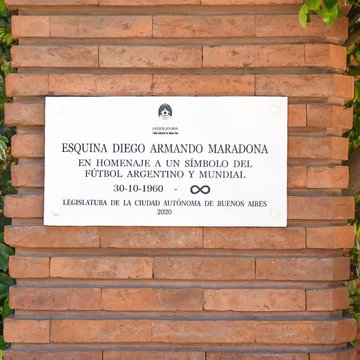 LEGISLATURA
ESQUINA DIEGO ARMANDO MARADONA
EN HOMENAJE A UN SÍMBOLO DEL
FÚTBOL ARGENTINO Y MUNDIAL
30-10-1960 - ∞
LEGISLATURA DE LA CIUDAD AUTÓNOMA DE BUENOS AIRES
2020